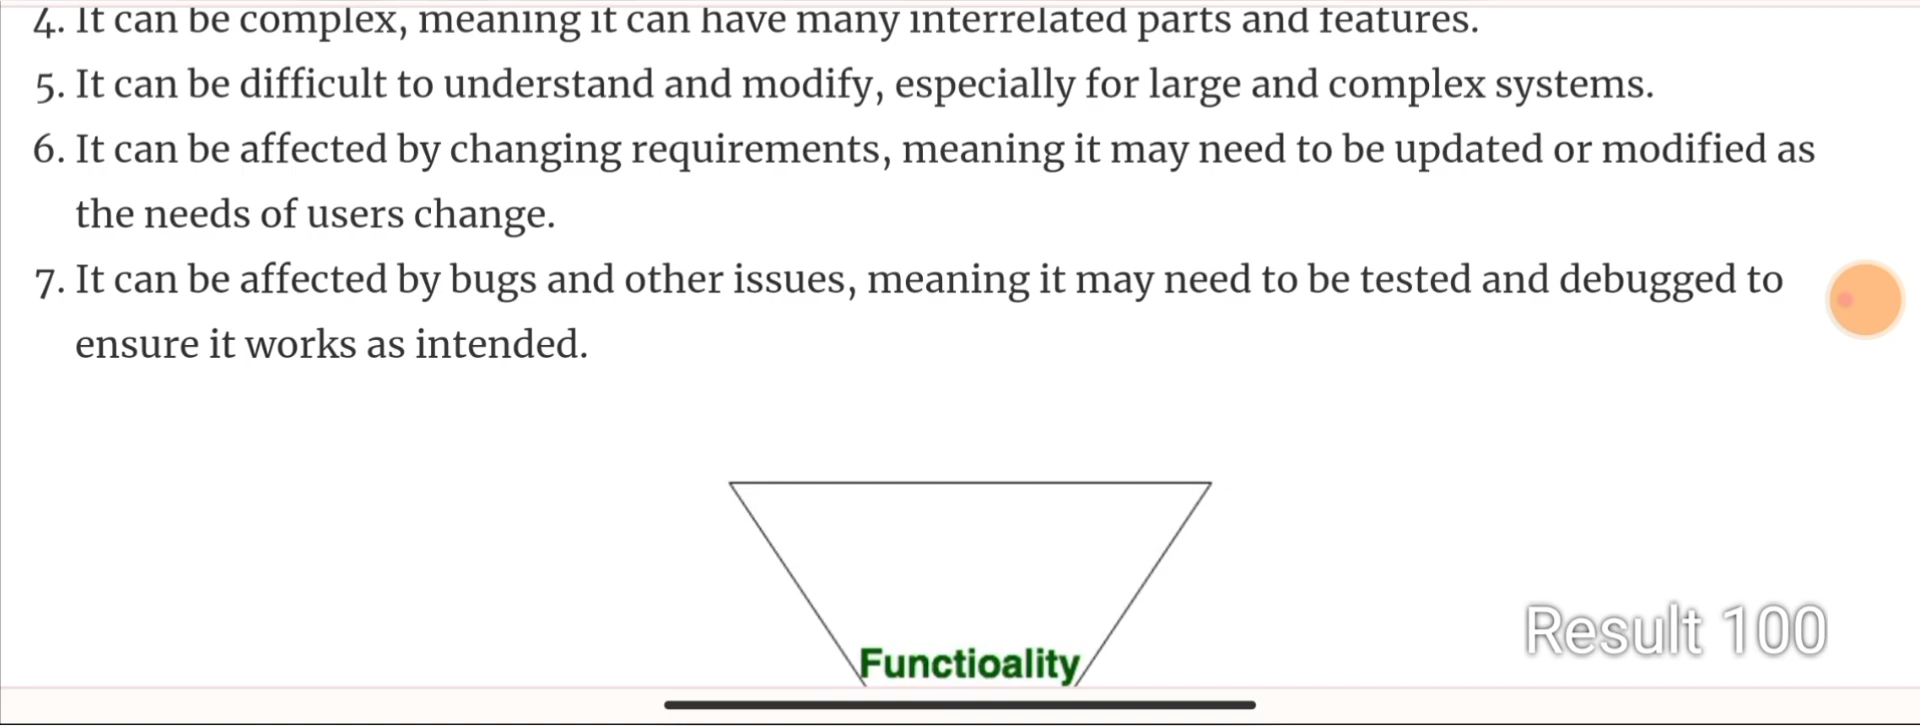 4. It can be complex, meaning it can have many interrelated parts and features.
5. It can be difficult to understand and modify, especially for large and complex systems.
6. It can be affected by changing requirements, meaning it may need to be updated or modified as
the needs of users change.
7. It can be affected by bugs and other issues, meaning it may need to be tested and debugged to
ensure it works as intended.
Result 100
Functioality